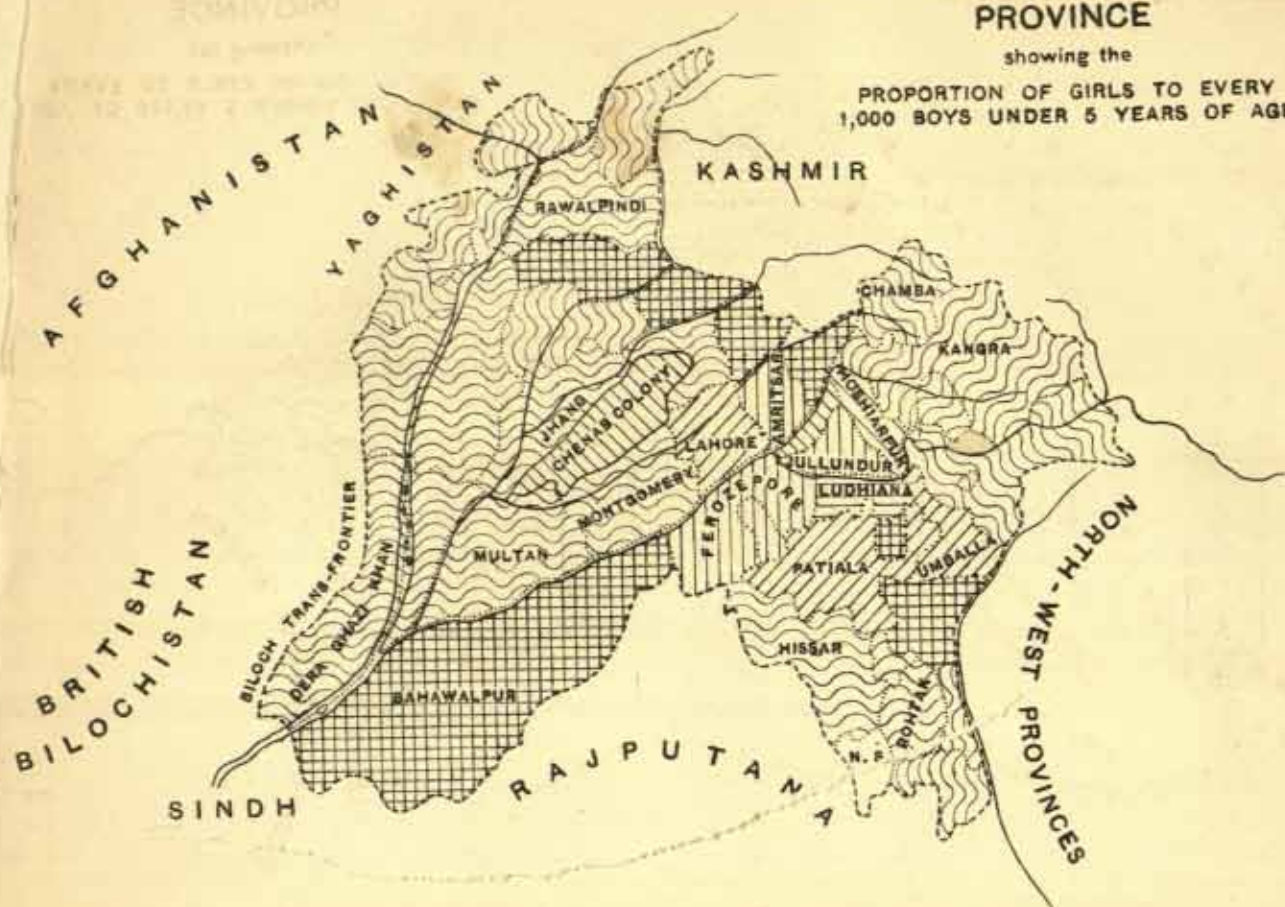 PROVINCE
showing the
PROPORTION OF GIRLS TO EVERY
1,000 BOYS UNDER 5 YEARS OF AGE
AFGHANISTAN
YAGHISTAN
KASHMIR
RAWALPINDI
CHAMBA
KANGRA
JHANG
CHENAB COLONY
LAHORE
AMRITSAR
HOSHIARPUR
JULLUNDUR
LUDHIANA
MONTGOMERY
FEROZEPORE
MULTAN
PATIALA
UMBALLA
NORTH-WEST PROVINCES
BRITISH
BILOCHISTAN
BILOCH TRANS-FRONTIER
DERA GHAZI KHAN
BAHAWALPUR
HISSAR
ROHTAK
RAJPUTANA
SINDH